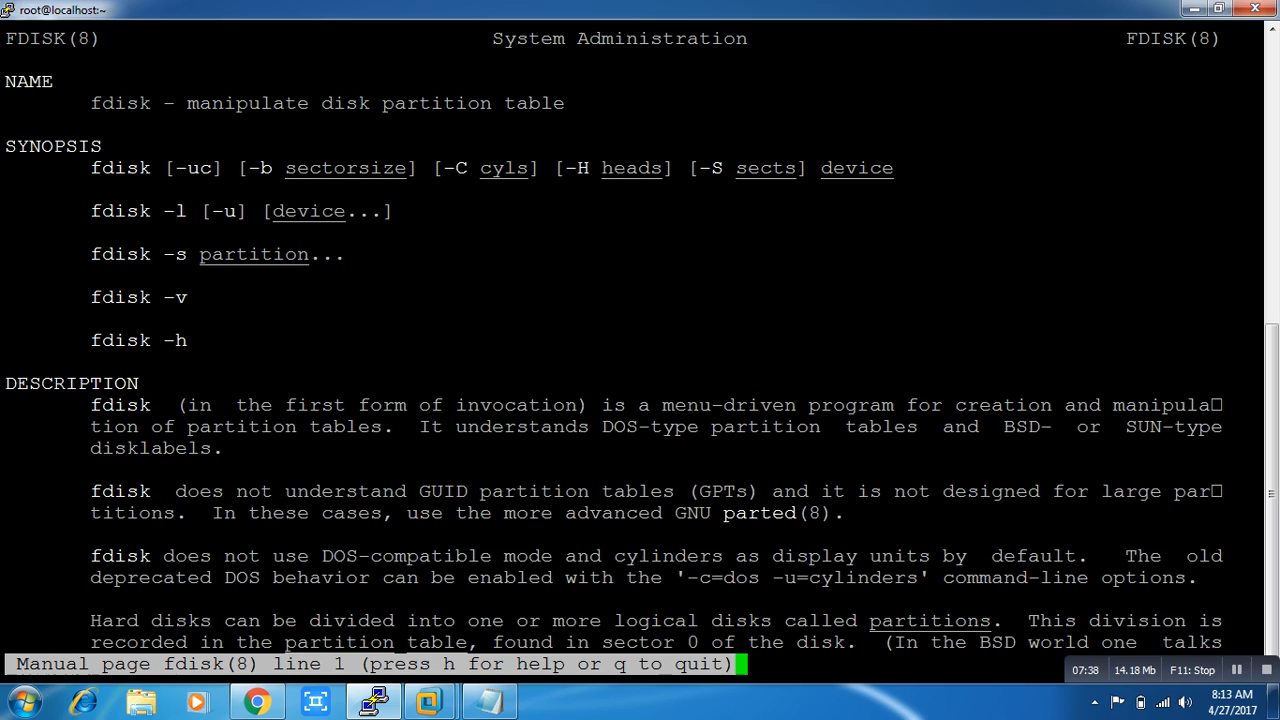 root@localhost:~
FDISK(8) System Administration FDISK(8)
NAME
fdisk - manipulate disk partition table
SYNOPSIS
fdisk [-uc] [-b sectorsize] [-C cyls] [-H heads] [-S sects] device
fdisk -l [-u] [device...]
fdisk -s partition...
fdisk -v
fdisk -h
DESCRIPTION
fdisk (in the first form of invocation) is a menu-driven program for creation and manipula□
tion of partition tables. It understands DOS-type partition tables and BSD- or SUN-type
disklabels.
fdisk does not understand GUID partition tables (GPTs) and it is not designed for large par□
titions. In these cases, use the more advanced GNU parted(8).
fdisk does not use DOS-compatible mode and cylinders as display units by default. The old
deprecated DOS behavior can be enabled with the '-c=dos -u=cylinders' command-line options.
Hard disks can be divided into one or more logical disks called partitions. This division is
recorded in the partition table, found in sector 0 of the disk. (In the BSD world one talks
Manual page fdisk(8) line 1 (press h for help or q to quit)
07:38 14.18 Mb F11: Stop
8:13 AM
4/27/2017